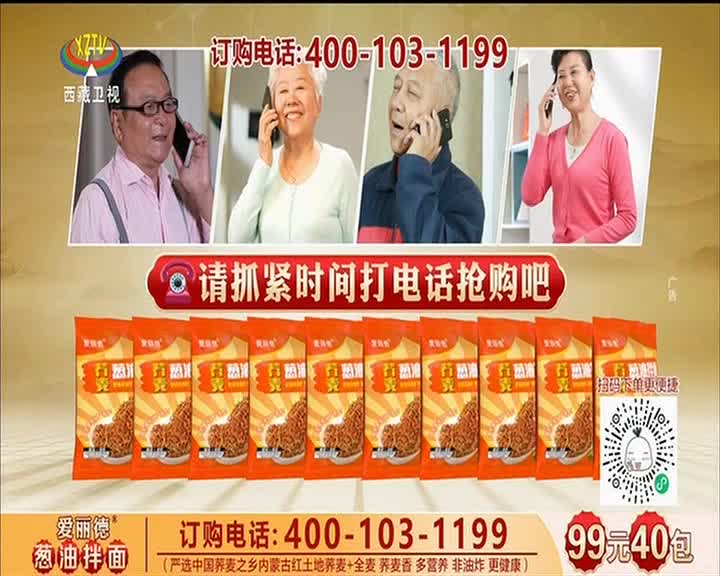 XZTV
西藏卫视
订购电话:400-103-1199
请抓紧时间打电话抢购吧
广告
爱丽德
荞麦
葱油
扫码下单更便捷
爱丽德®
葱油拌面
订购电话:400-103-1199
(严选中国荞麦之乡内蒙古红土地荞麦+全麦 荞麦香 多营养 非油炸 更健康)
99元40包